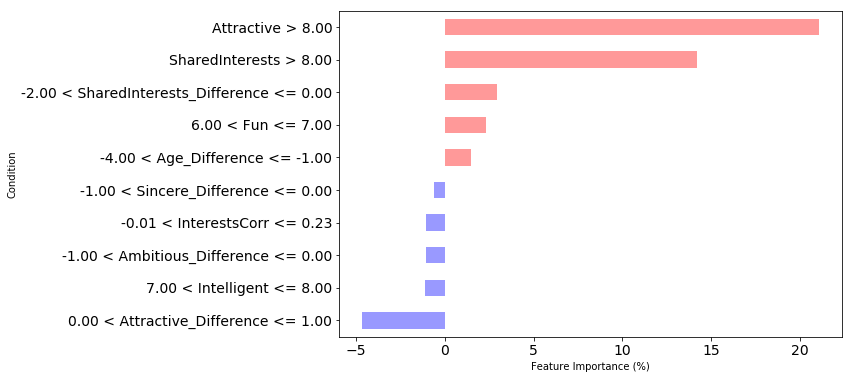 Attractive > 8.00
SharedInterests > 8.00
-2.00 < SharedInterests_Difference <= 0.00
6.00 < Fun <= 7.00
-4.00 < Age_Difference <= -1.00
-1.00 < Sincere_Difference <= 0.00
-0.01 < InterestsCorr <= 0.23
-1.00 < Ambitious_Difference <= 0.00
7.00 < Intelligent <= 8.00
0.00 < Attractive_Difference <= 1.00
Condition
−5 0 5 10 15 20
Feature Importance (%)